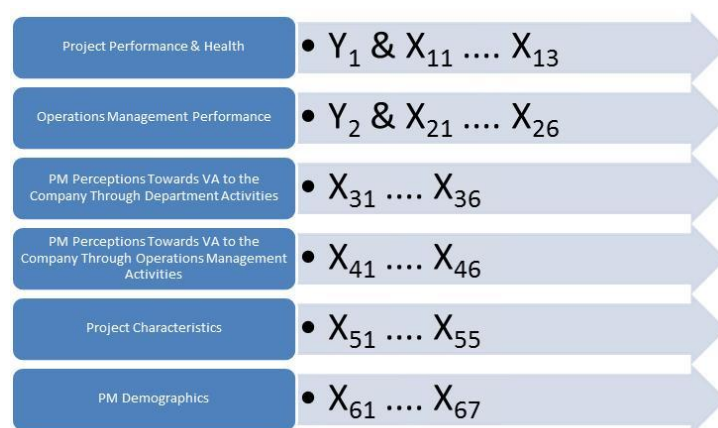 Project Performance & Health
• Y₁ & X₁₁ .... X₁₃
Operations Management Performance
• Y₂ & X₂₁ .... X₂₆
PM Perceptions Towards VA to the
Company Through Department Activities
• X₃₁ .... X₃₆
PM Perceptions Towards VA to the
Company Through Operations Management
Activities
• X₄₁ .... X₄₆
Project Characteristics
• X₅₁ .... X₅₅
PM Demographics
• X₆₁ .... X₆₇